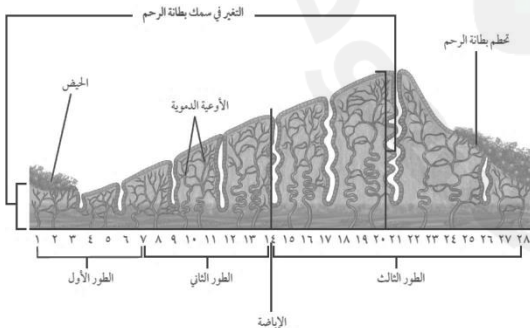 التغير في سمك بطانة الرحم
تحطم بطانة الرحم
الحيض
الأوعية الدموية
١ ٢ ٣ ٤ ٥ ٦ ٧ ٨ ٩ ١٠ ١١ ١٢ ١٣ ١٤ ١٥ ١٦ ١٧ ١٨ ١٩ ٢٠ ٢١ ٢٢ ٢٣ ٢٤ ٢٥ ٢٦ ٢٧ ٢٨
الطور الأول الطور الثاني الطور الثالث
الإباضة